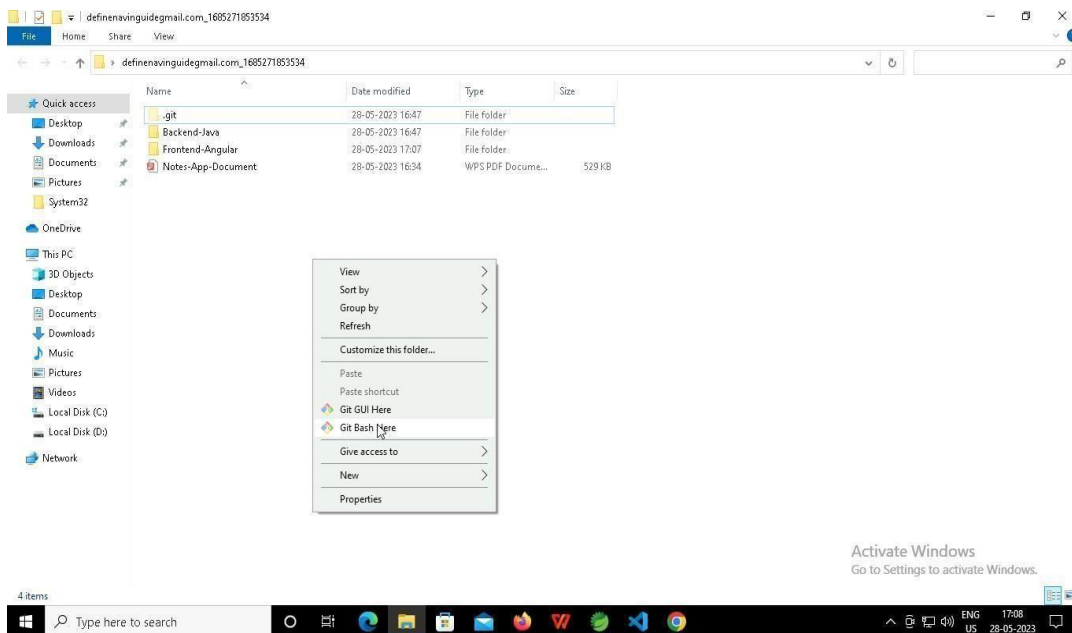 definenavinguidegmail.com_1685271853534
File Home Share View
definenavinguidegmail.com_1685271853534
Name Date modified Type Size
Quick access
Desktop
Downloads
Documents
Pictures
System32
OneDrive
This PC
3D Objects
Desktop
Documents
Downloads
Music
Pictures
Videos
Local Disk (C:)
Local Disk (D:)
Network
.git 28-05-2023 16:47 File folder
Backend-Java 28-05-2023 16:47 File folder
Frontend-Angular 28-05-2023 17:07 File folder
Notes-App-Document 28-05-2023 16:34 WPS PDF Docume... 529 KB
View
Sort by
Group by
Refresh
Customize this folder...
Paste
Paste shortcut
Git GUI Here
Git Bash Here
Give access to
New
Properties
Activate Windows
Go to Settings to activate Windows.
4 items
Type here to search
ENG 17:08
US 28-05-2023